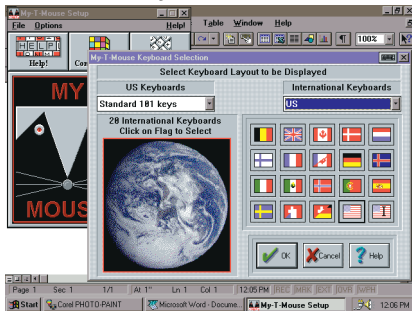 My-T-Mouse Setup
File Options Help!
Table Window Help
100%
HELP!
Help!
My-T-Mouse Keyboard Selection
Select Keyboard Layout to be Displayed
US Keyboards
International Keyboards
Standard 101 keys
US
20 International Keyboards
Click on Flag to Select
MY
MOUS
OK
Cancel
Help
Page 1 Sec 1 1/1 At 1" Ln 1 Col 1 12:05 PM REC MRK EXT OVR WPH
Start
Corel PHOTO-PAINT
Microsoft Word - Docume...
My-T-Mouse Setup
12:06 PM